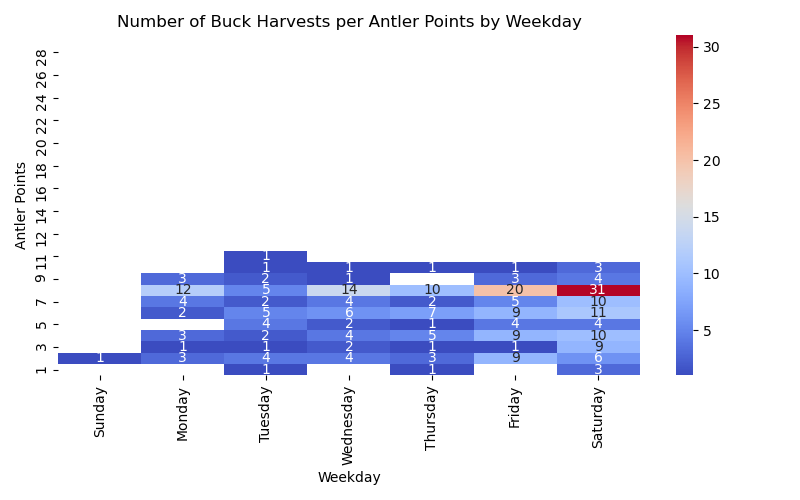 Number of Buck Harvests per Antler Points by Weekday
Antler Points
28
26
24
22
20
18
16
14
12
11
9
7
5
3
1
1
1 1 1 1 3
3 2 1 3 4
12 5 14 10 20 31
4 2 4 2 5 10
2 5 6 7 9 11
4 2 1 4 4
3 2 4 5 9 10
1 1 2 1 1 9
1 3 4 4 3 9 6
1 1 3
Sunday Monday Tuesday Wednesday Thursday Friday Saturday
Weekday
30
25
20
15
10
5